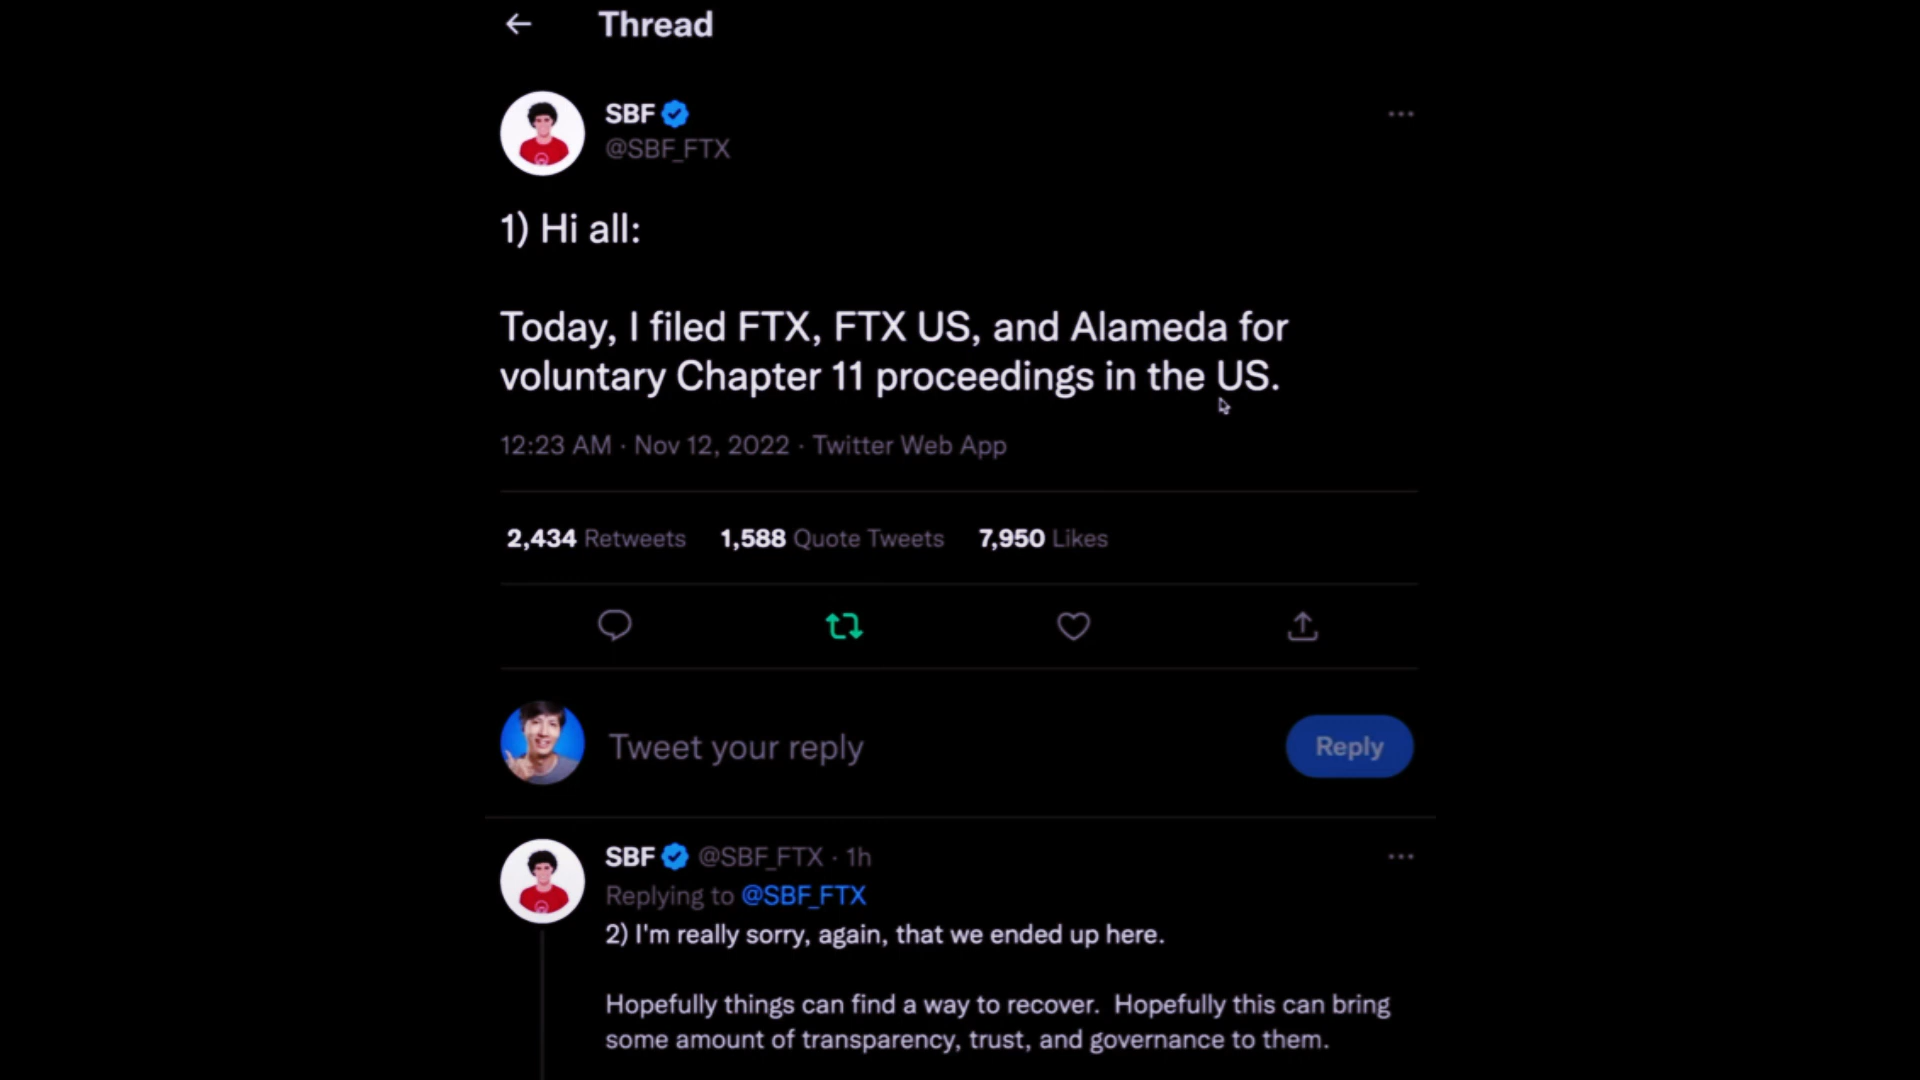 Thread
SBF
@SBF_FTX
1) Hi all:
Today, I filed FTX, FTX US, and Alameda for
voluntary Chapter 11 proceedings in the US.
12:23 AM · Nov 12, 2022 · Twitter Web App
2,434 Retweets 1,588 Quote Tweets 7,950 Likes
Tweet your reply
Reply
SBF @SBF_FTX · 1h
Replying to @SBF_FTX
2) I'm really sorry, again, that we ended up here.
Hopefully things can find a way to recover. Hopefully this can bring
some amount of transparency, trust, and governance to them.